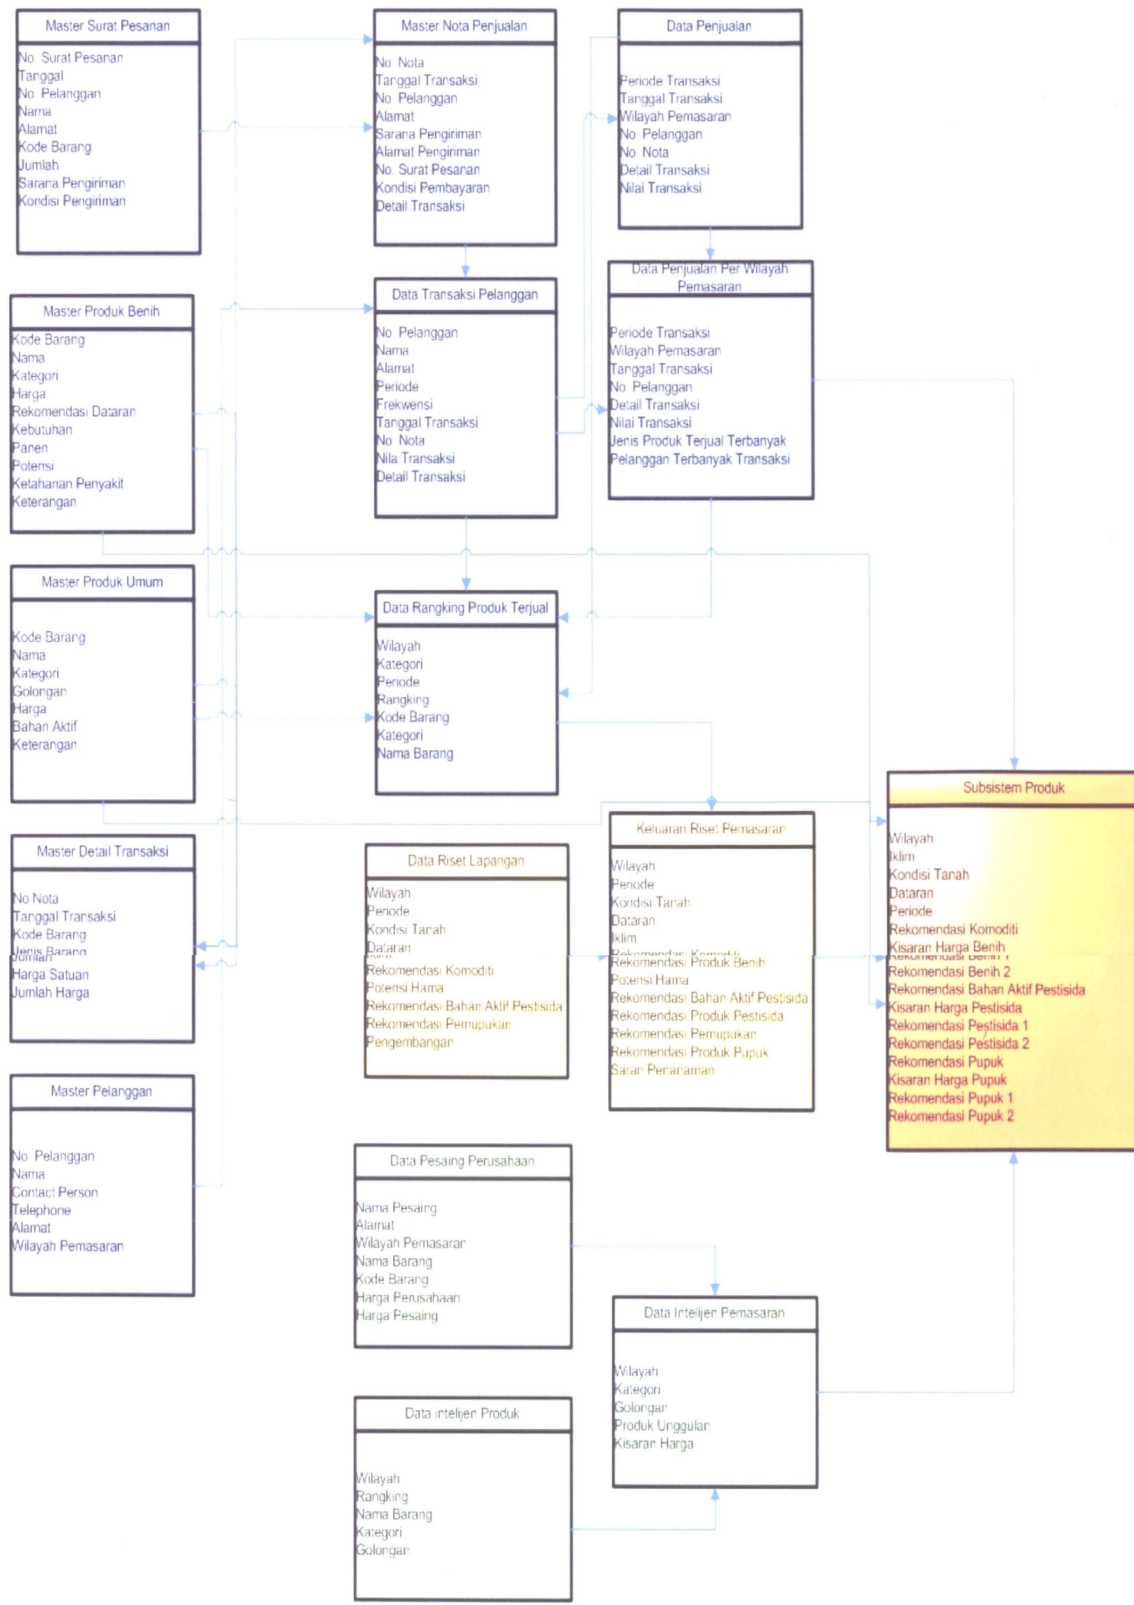 Master Surat Pesanan
No. Surat Pesanan
Tanggal
No. Pelanggan
Nama
Alamat
Kode Barang
Jumlah
Sarana Pengiriman
Kondisi Pengiriman
Master Nota Penjualan
No. Nota
Tanggal Transaksi
No. Pelanggan
Alamat
Sarana Pengiriman
Alamat Pengiriman
No. Surat Pesanan
Kondisi Pembayaran
Detail Transaksi
Data Penjualan
Periode Transaksi
Tanggal Transaksi
Wilayah Pemasaran
No. Pelanggan
No. Nota
Detail Transaksi
Nilai Transaksi
Master Produk Benih
Kode Barang
Nama
Kategori
Harga
Rekomendasi Dataran
Kebutuhan
Panen
Potensi
Ketahanan Penyakit
Keterangan
Data Transaksi Pelanggan
No. Pelanggan
Nama
Alamat
Periode
Frekwensi
Tanggal Transaksi
No. Nota
Nila Transaksi
Detail Transaksi
Data Penjualan Per Wilayah
Pemasaran
Periode Transaksi
Wilayah Pemasaran
Tanggal Transaksi
No. Pelanggan
Detail Transaksi
Nilai Transaksi
Jenis Produk Terjual Terbanyak
Pelanggan Terbanyak Transaksi
Master Produk Umum
Kode Barang
Nama
Kategori
Golongan
Harga
Bahan Aktif
Keterangan
Data Rangking Produk Terjual
Wilayah
Kategori
Periode
Rangking
Kode Barang
Kategori
Nama Barang
Master Detail Transaksi
No Nota
Tanggal Transaksi
Kode Barang
Jenis Barang
Jumlah
Harga Satuan
Jumlah Harga
Data Riset Lapangan
Wilayah
Periode
Kondisi Tanah
Dataran
Iklim
Rekomendasi Komoditi
Potensi Hama
Rekomendasi Bahan Aktif Pestisida
Rekomendasi Pemupukan
Pengembangan
Keluaran Riset Pemasaran
Wilayah
Periode
Kondisi Tanah
Dataran
Iklim
Rekomendasi Komoditi
Rekomendasi Produk Benih
Potensi Hama
Rekomendasi Bahan Aktif Pestisida
Rekomendasi Produk Pestisida
Rekomendasi Pemupukan
Rekomendasi Produk Pupuk
Saran Penanaman
Subsistem Produk
Wilayah
Iklim
Kondisi Tanah
Dataran
Periode
Rekomendasi Komoditi
Kisaran Harga Benih
Rekomendasi Benih 1
Rekomendasi Benih 2
Rekomendasi Bahan Aktif Pestisida
Kisaran Harga Pestisida
Rekomendasi Pestisida 1
Rekomendasi Pestisida 2
Rekomendasi Pupuk
Kisaran Harga Pupuk
Rekomendasi Pupuk 1
Rekomendasi Pupuk 2
Master Pelanggan
No. Pelanggan
Nama
Contact Person
Telephone
Alamat
Wilayah Pemasaran
Data Pesaing Perusahaan
Nama Pesaing
Alamat
Wilayah Pemasaran
Nama Barang
Kode Barang
Harga Perusahaan
Harga Pesaing
Data Intelijen Pemasaran
Wilayah
Kategori
Golongan
Produk Unggulan
Kisaran Harga
Data intelijen Produk
Wilayah
Rangking
Nama Barang
Kategori
Golongan